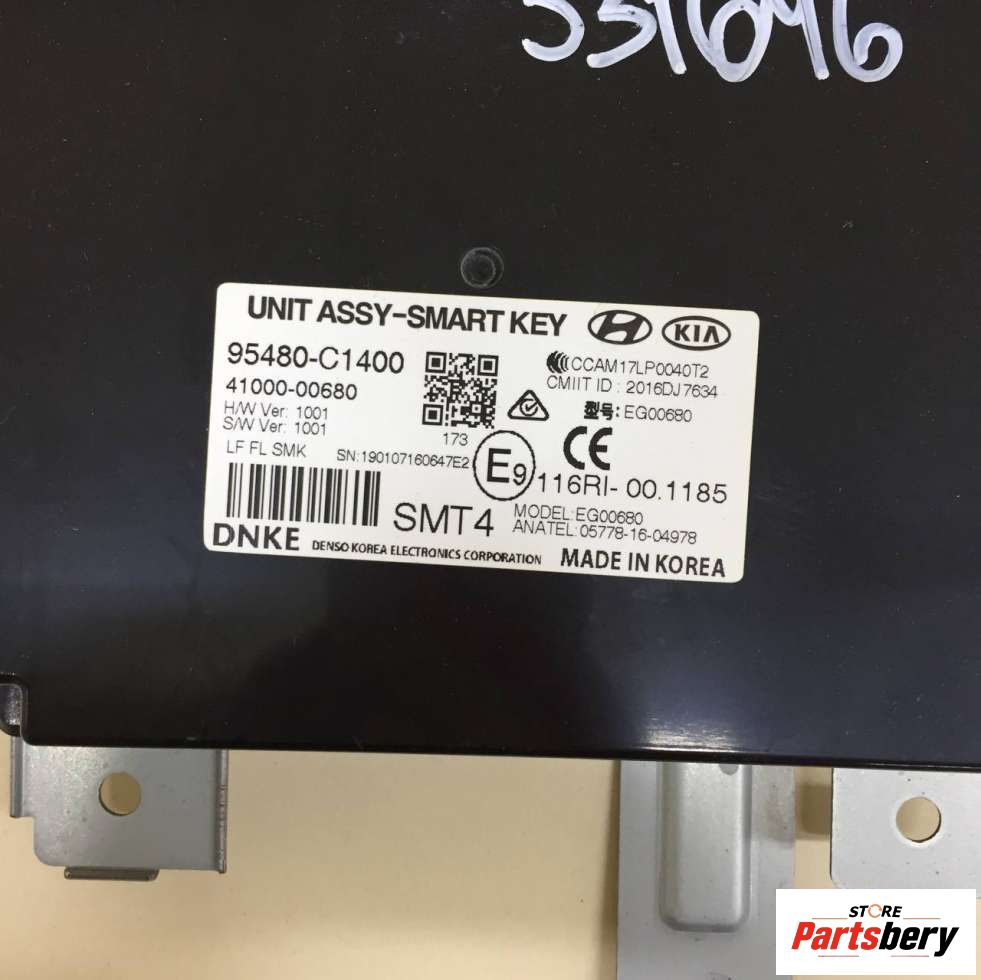 UNIT ASSY-SMART KEY KIA
95480-C1400
41000-00680
H/W Ver: 1001
S/W Ver: 1001
LF FL SMK
173
SN:190107160647E2
CCAM17LP0040T2
CMIIT ID : 2016DJ7634
型号: EG00680
CE
E9
116RI- 00.1185
SMT4
MODEL:EG00680
ANATEL:05778-16-04978
DNKE DENSO KOREA ELECTRONICS CORPORATION MADE IN KOREA
STORE
Partsbery